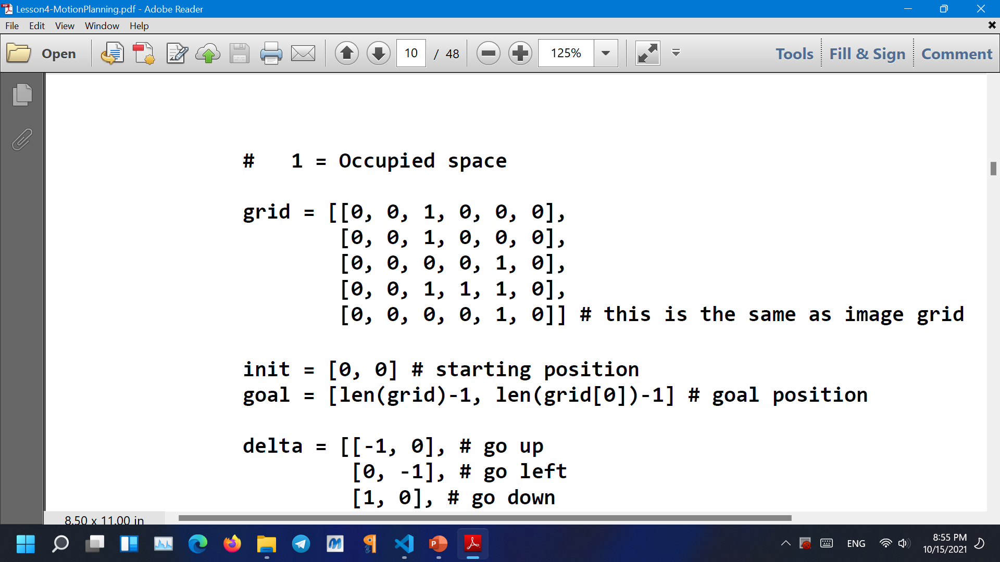 Lesson4-MotionPlanning.pdf - Adobe Reader
File Edit View Window Help
Open 10 / 48 125% Tools Fill & Sign Comment
#   1 = Occupied space
grid = [[0, 0, 1, 0, 0, 0],
        [0, 0, 1, 0, 0, 0],
        [0, 0, 0, 0, 1, 0],
        [0, 0, 1, 1, 1, 0],
        [0, 0, 0, 0, 1, 0]] # this is the same as image grid
init = [0, 0] # starting position
goal = [len(grid)-1, len(grid[0])-1] # goal position
delta = [[-1, 0], # go up
         [0, -1], # go left
         [1, 0], # go down
8.50 x 11.00 in
ENG
8:55 PM
10/15/2021